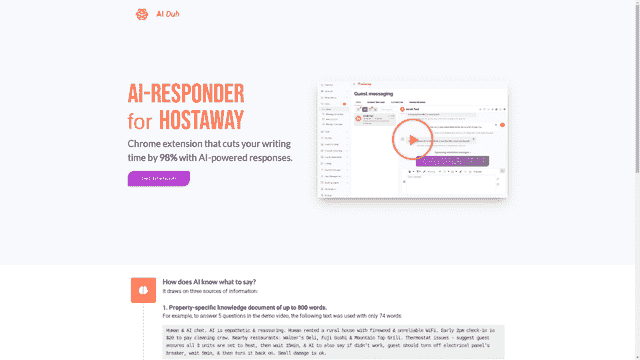 AI Duh
AI-RESPONDER
for HOSTAWAY
Chrome extension that cuts your writing
time by 98% with AI-powered responses.
Guest messaging
How does AI know what to say?
It draws on three sources of information:
1. Property-specific knowledge document of up to 800 words.
For example, to answer 5 questions in the demo video, the following text was used with only 74 words:
Human & AI chat. AI is empathetic & reassuring. Human rented a rural house with firewood & unreliable WiFi. Early 2pm check-in is
$20 to pay cleaning crew. Nearby restaurants: Walter's Deli, Fuji Sushi & Mountain Top Grill. Thermostat issues - suggest guest
ensures all 3 units are set to heat, then wait 15min, & AI to also say if didn't work, guest should turn off electrical panel's
breaker, wait 5min, & then turn it back on. Small damage is ok.